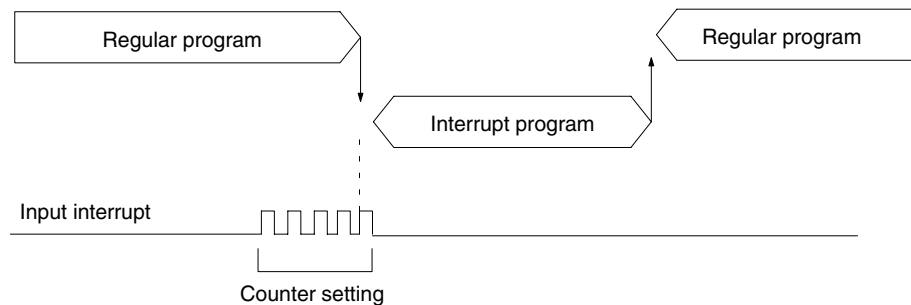 Regular program
Regular program
Interrupt program
Input interrupt
Counter setting